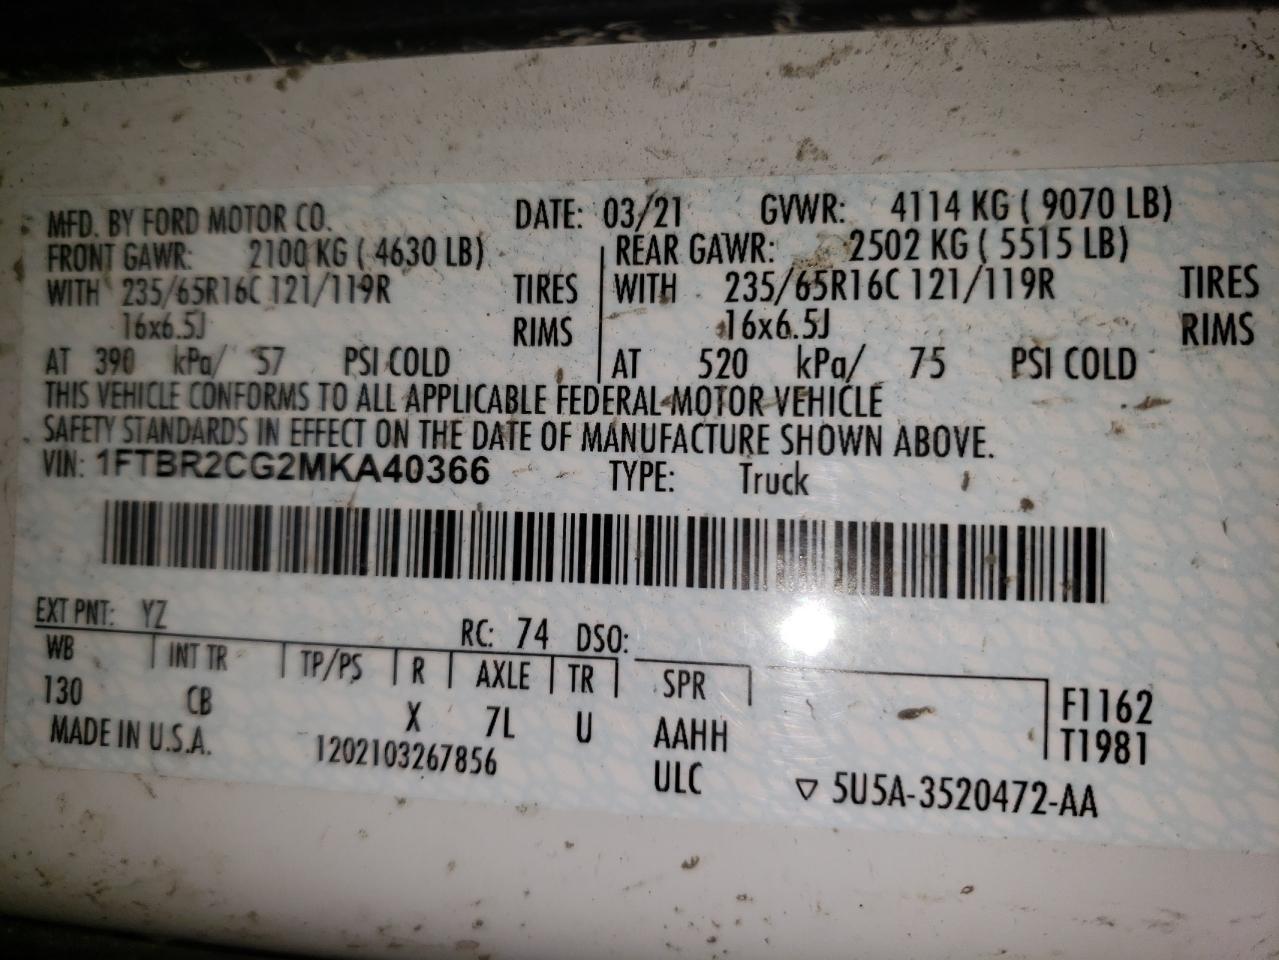 MFD. BY FORD MOTOR CO. DATE: 03/21 GVWR: 4114 KG ( 9070 LB)
FRONT GAWR: 2100 KG ( 4630 LB) REAR GAWR: 2502 KG ( 5515 LB)
WITH 235/65R16C 121/119R TIRES WITH 235/65R16C 121/119R TIRES
16x6.5J RIMS 16x6.5J RIMS
AT 390 kPa/ 57 PSI COLD AT 520 kPa/ 75 PSI COLD
THIS VEHICLE CONFORMS TO ALL APPLICABLE FEDERAL MOTOR VEHICLE
SAFETY STANDARDS IN EFFECT ON THE DATE OF MANUFACTURE SHOWN ABOVE.
VIN: 1FTBR2CG2MKA40366 TYPE: Truck
EXT PNT: YZ RC: 74 DSO:
WB INT TR TP/PS R AXLE TR SPR
130 CB X 7L U AAHH F1162
MADE IN U.S.A. 1202103267856 T1981
ULC ▽ 5U5A-3520472-AA